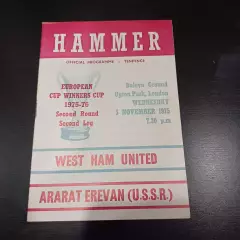 HAMMER
OFFICIAL PROGRAMME · TENPENCE
EUROPEAN
CUP WINNERS CUP
1975-76
Second Round
Second Leg
Boleyn Ground
Upton Park, London
WEDNESDAY
5 NOVEMBER 1975
7.30 p.m.
WEST HAM UNITED
ARARAT EREVAN (U.S.S.R.)